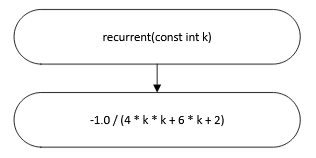 recurrent(const int k)
-1.0 / (4 * k * k + 6 * k + 2)